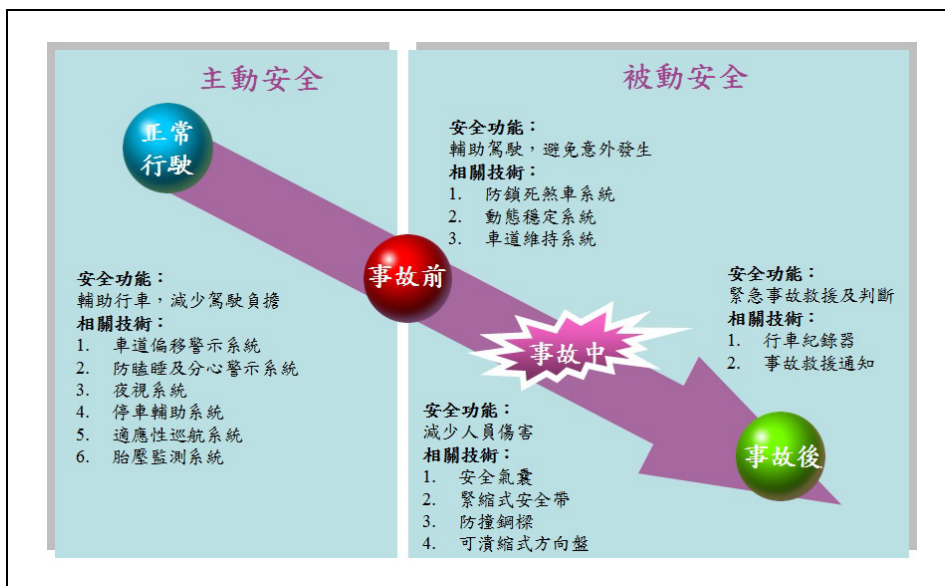 主動安全
正常
行駛
安全功能：
輔助行車，減少駕駛負擔
相關技術：
1. 車道偏移警示系統
2. 防瞌睡及分心警示系統
3. 夜視系統
4. 停車輔助系統
5. 適應性巡航系統
6. 胎壓監測系統
被動安全
事故前
安全功能：
輔助駕駛，避免意外發生
相關技術：
1. 防鎖死煞車系統
2. 動態穩定系統
3. 車道維持系統
事故中
安全功能：
減少人員傷害
相關技術：
1. 安全氣囊
2. 緊縮式安全帶
3. 防撞鋼樑
4. 可潰縮式方向盤
安全功能：
緊急事故救援及判斷
相關技術：
1. 行車紀錄器
2. 事故救援通知
事故後